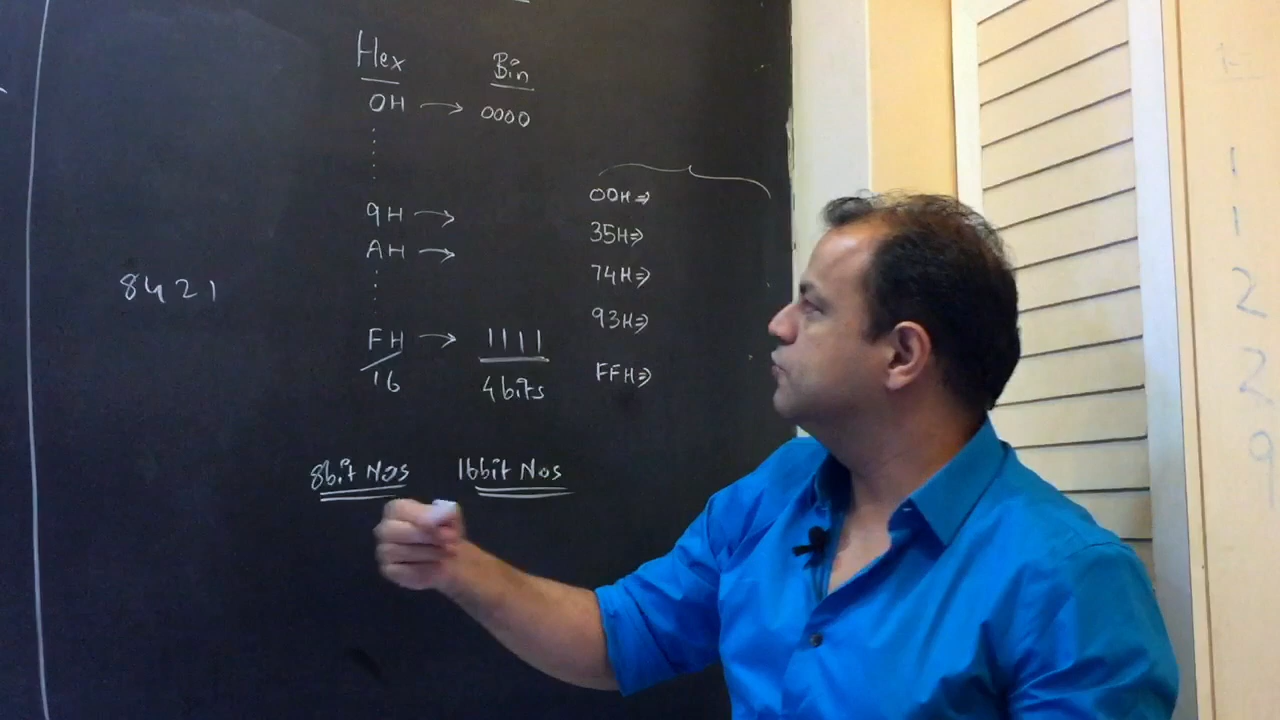 Hex Bin
0H → 0000
9H →
AH →
8421
FH → 1111
16 4bits
00H ⇒
35H ⇒
74H ⇒
93H ⇒
FFH ⇒
8bit Nos 16bit Nos
1
1
2
2
9